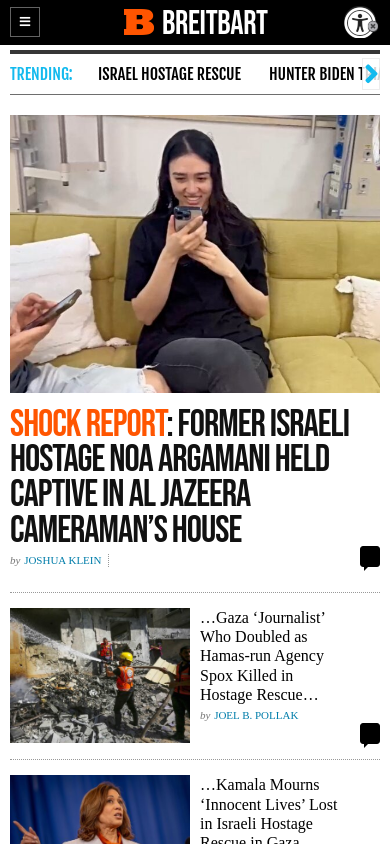 BREITBART
TRENDING: ISRAEL HOSTAGE RESCUE HUNTER BIDEN
SHOCK REPORT: FORMER ISRAELI
HOSTAGE NOA ARGAMANI HELD
CAPTIVE IN AL JAZEERA
CAMERAMAN’S HOUSE
by JOSHUA KLEIN
…Gaza ‘Journalist’
Who Doubled as
Hamas-run Agency
Spox Killed in
Hostage Rescue…
by JOEL B. POLLAK
…Kamala Mourns
‘Innocent Lives’ Lost
in Israeli Hostage
Rescue in Gaza